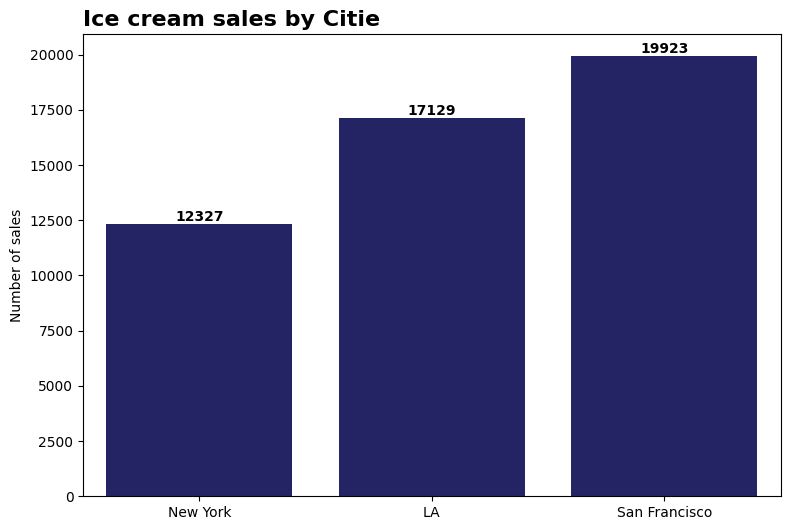 Ice cream sales by Citie
20000
17500
15000
12500
10000
7500
5000
2500
0
Number of sales
12327
17129
19923
New York
LA
San Francisco